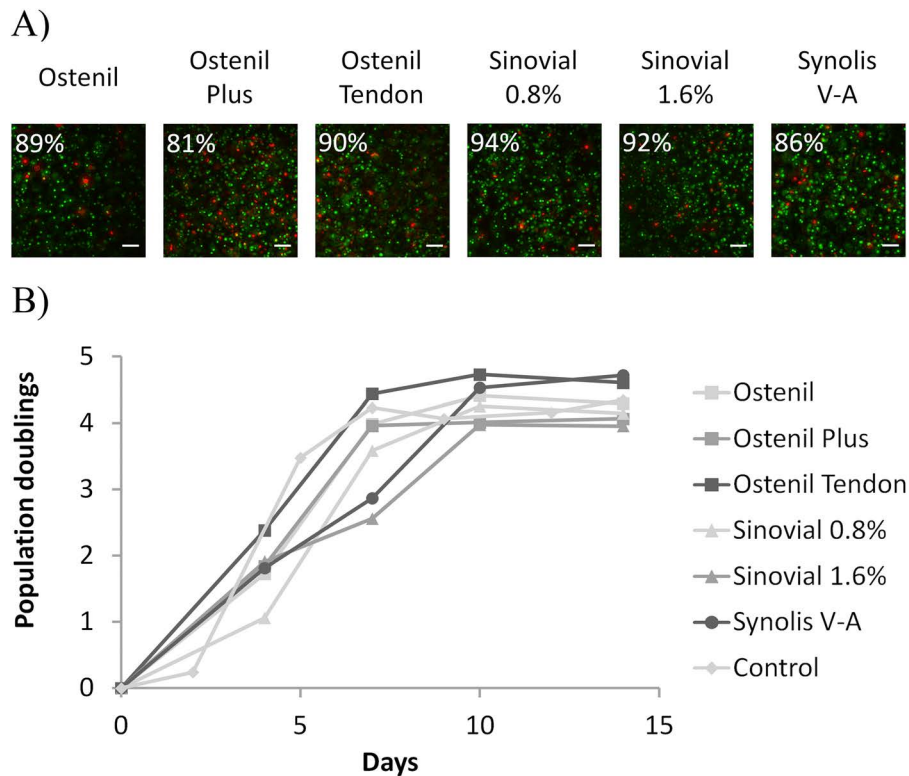 A)
Ostenil
Ostenil
Plus
Ostenil
Tendon
Sinovial
0.8%
Sinovial
1.6%
Synolis
V-A
89%
81%
90%
94%
92%
86%
B)
Population doublings
5
4
3
2
1
0
0
5
10
15
Days
Ostenil
Ostenil Plus
Ostenil Tendon
Sinovial 0.8%
Sinovial 1.6%
Synolis V-A
Control